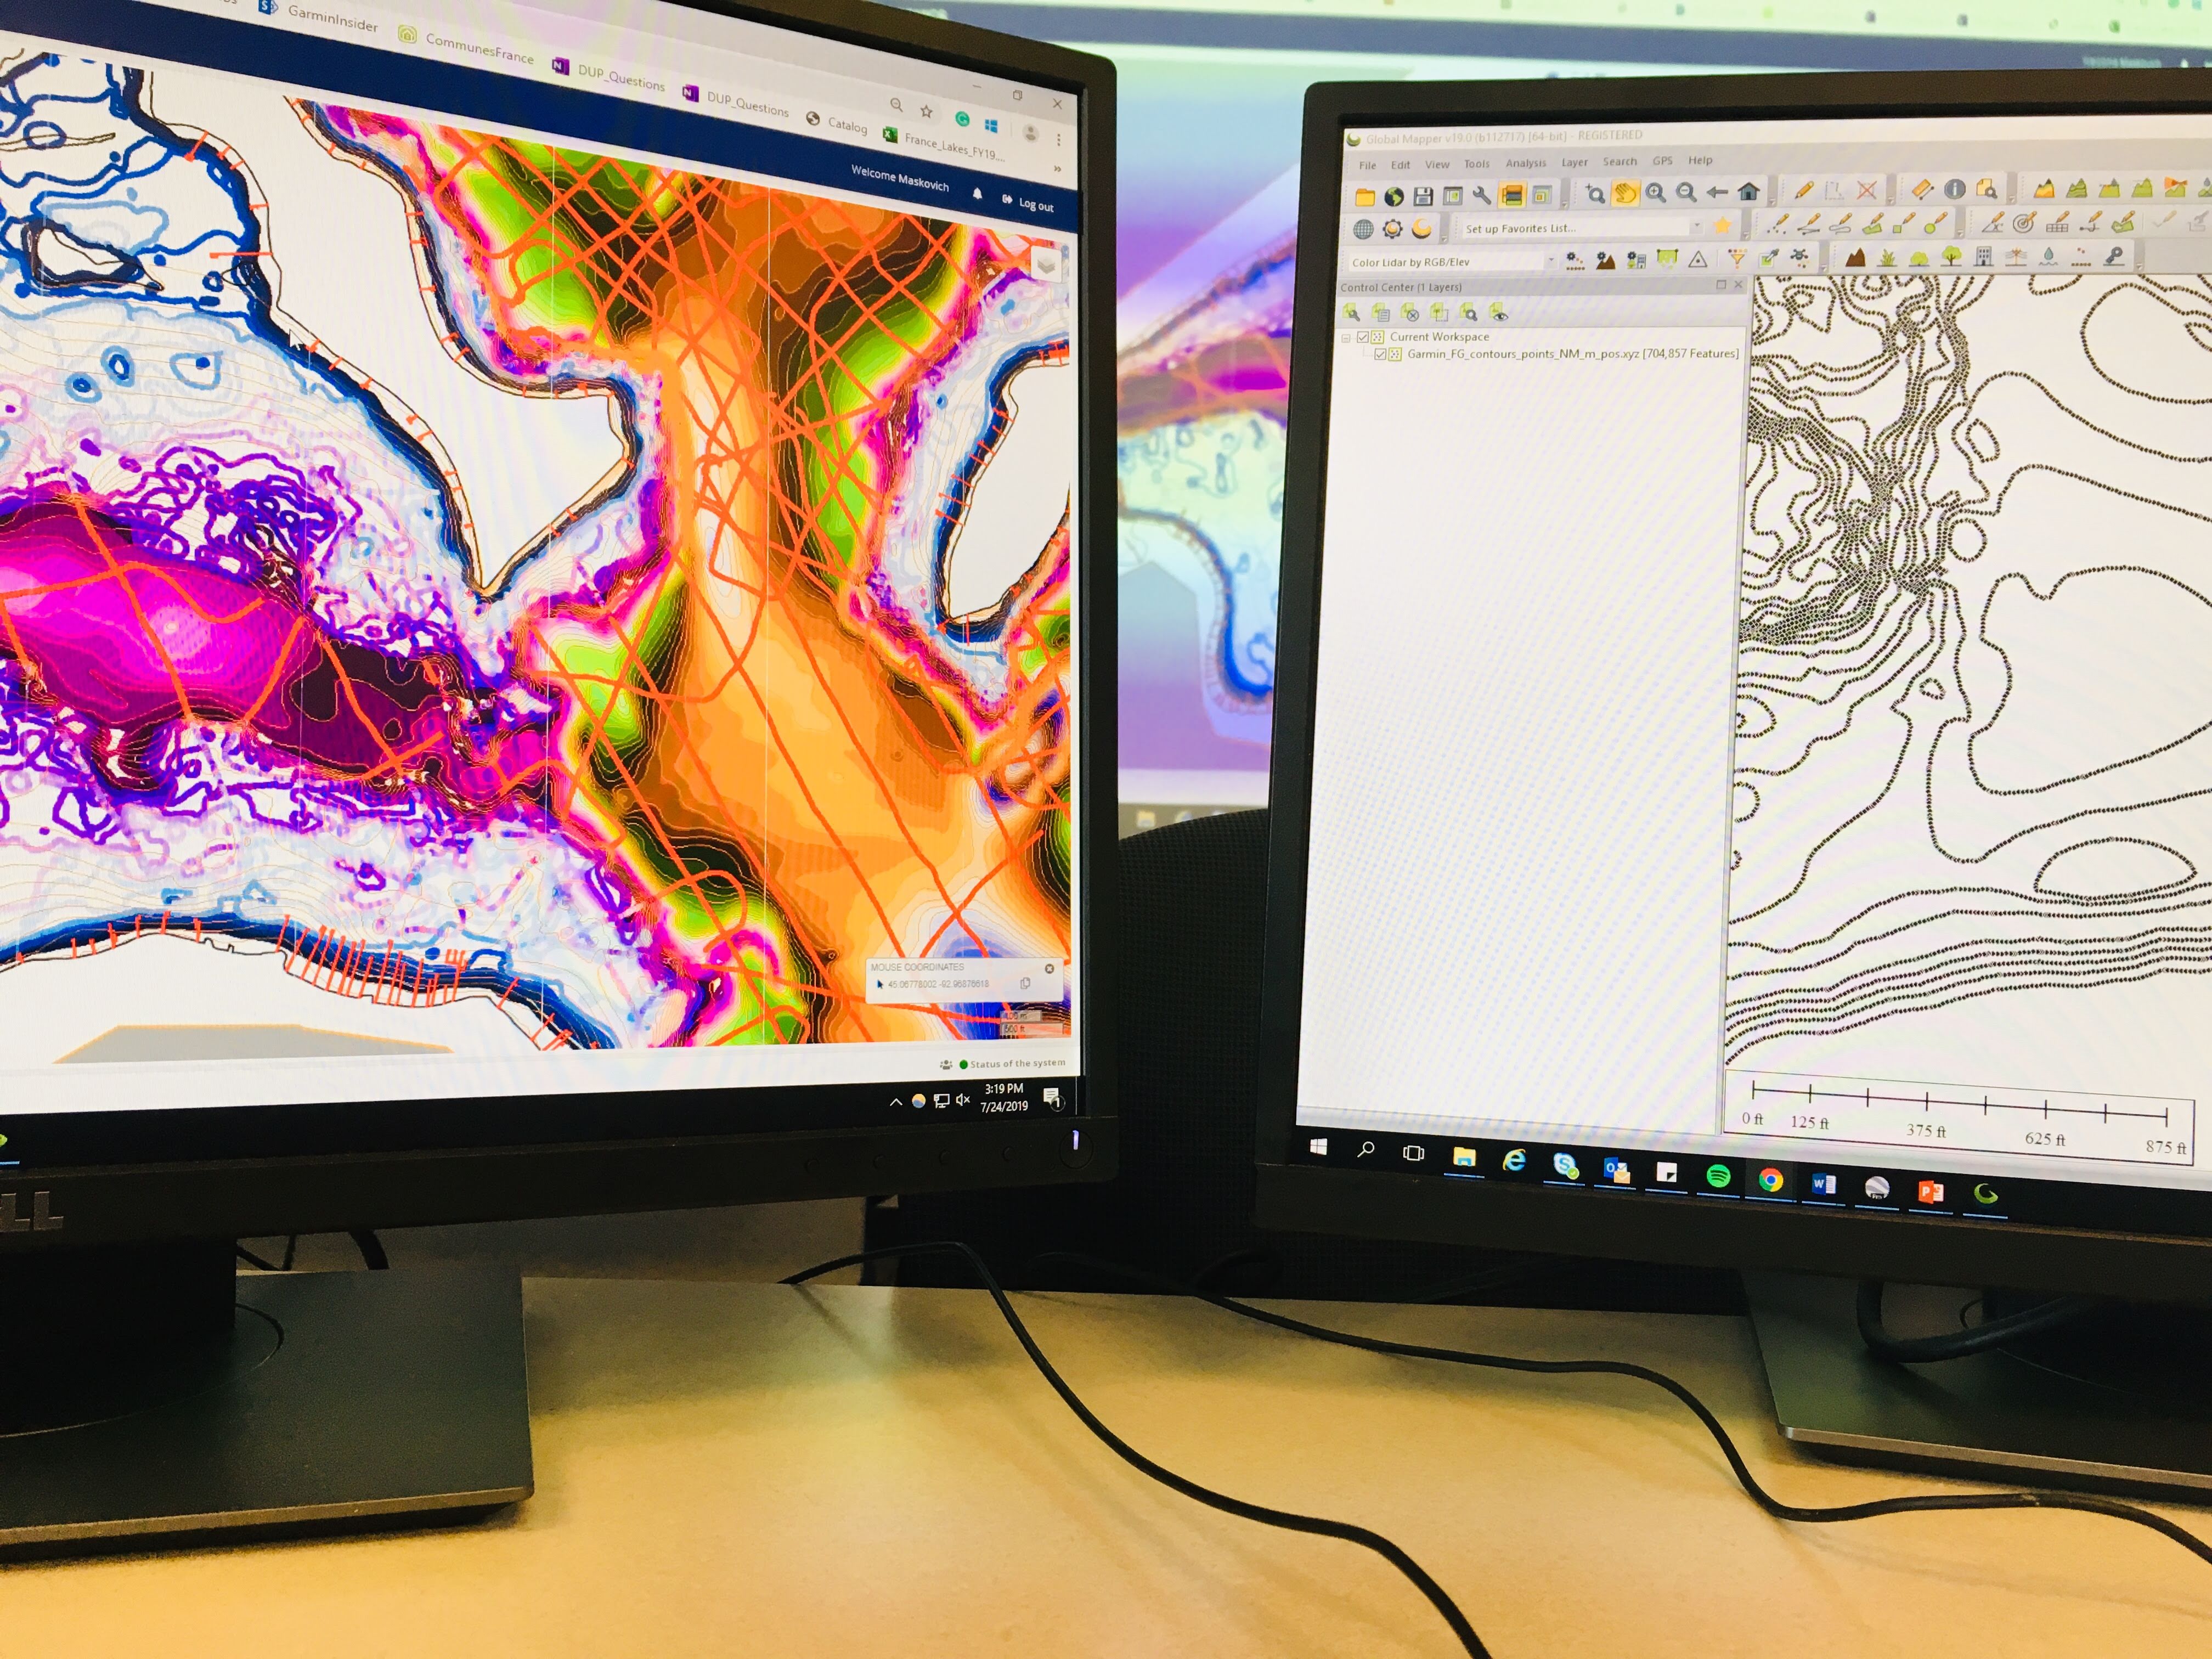 GarminInsider
CommunesFrance
DUP_Questions
DUP_Questions
Catalog
France_Lakes_FY19_...
Welcome Maskovich
Log out
MOUSE COORDINATES
45.06778002 -92.96876618
Status of the system
3:19 PM
7/24/2019
1
Global Mapper v19.0 (b112717) [64-bit] - REGISTERED
File Edit View Tools Analysis Layer Search GPS Help
Set up Favorites List...
Color Lidar by RGB/Elev
Control Center (1 Layers)
Current Workspace
Garmin_FG_contours_points_NM_m_pos.xyz [704,857 Features]
0 ft 125 ft 375 ft 625 ft 875 ft